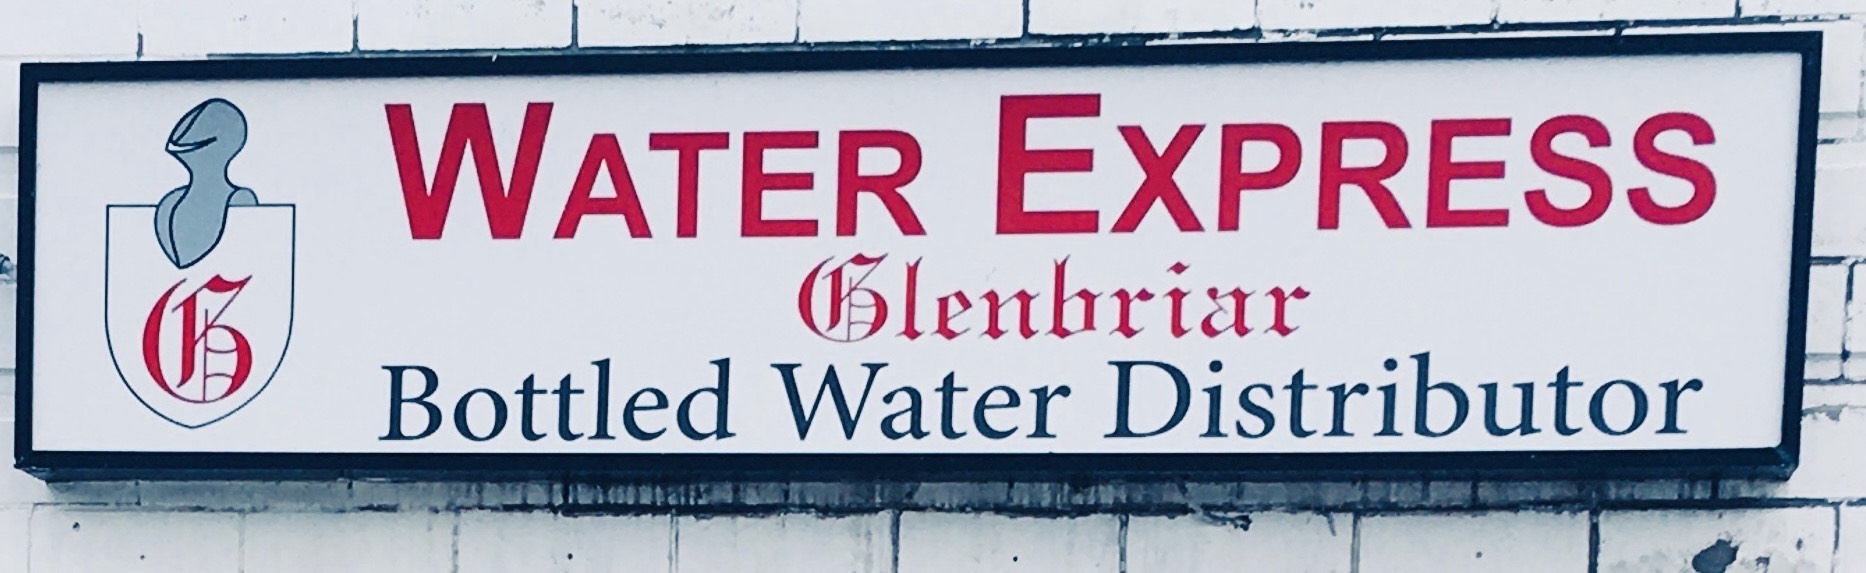 WATER EXPRESS
Glenbriar
Bottled Water Distributor
G